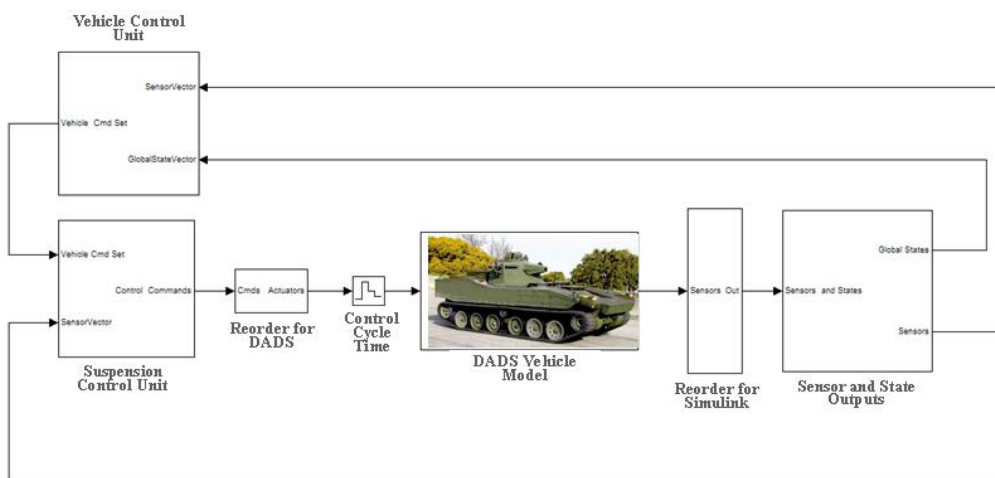 Vehicle Control
Unit
SensorVector
Vehicle Cmd Set
GlobalStateVector
Vehicle Cmd Set
Control Commands
SensorVector
Suspension
Control Unit
Cmds Actuators
Reorder for
DADS
Control
Cycle
Time
DADS Vehicle
Model
Sensors Out
Reorder for
Simulink
Global States
Sensors and States
Sensors
Sensor and State
Outputs